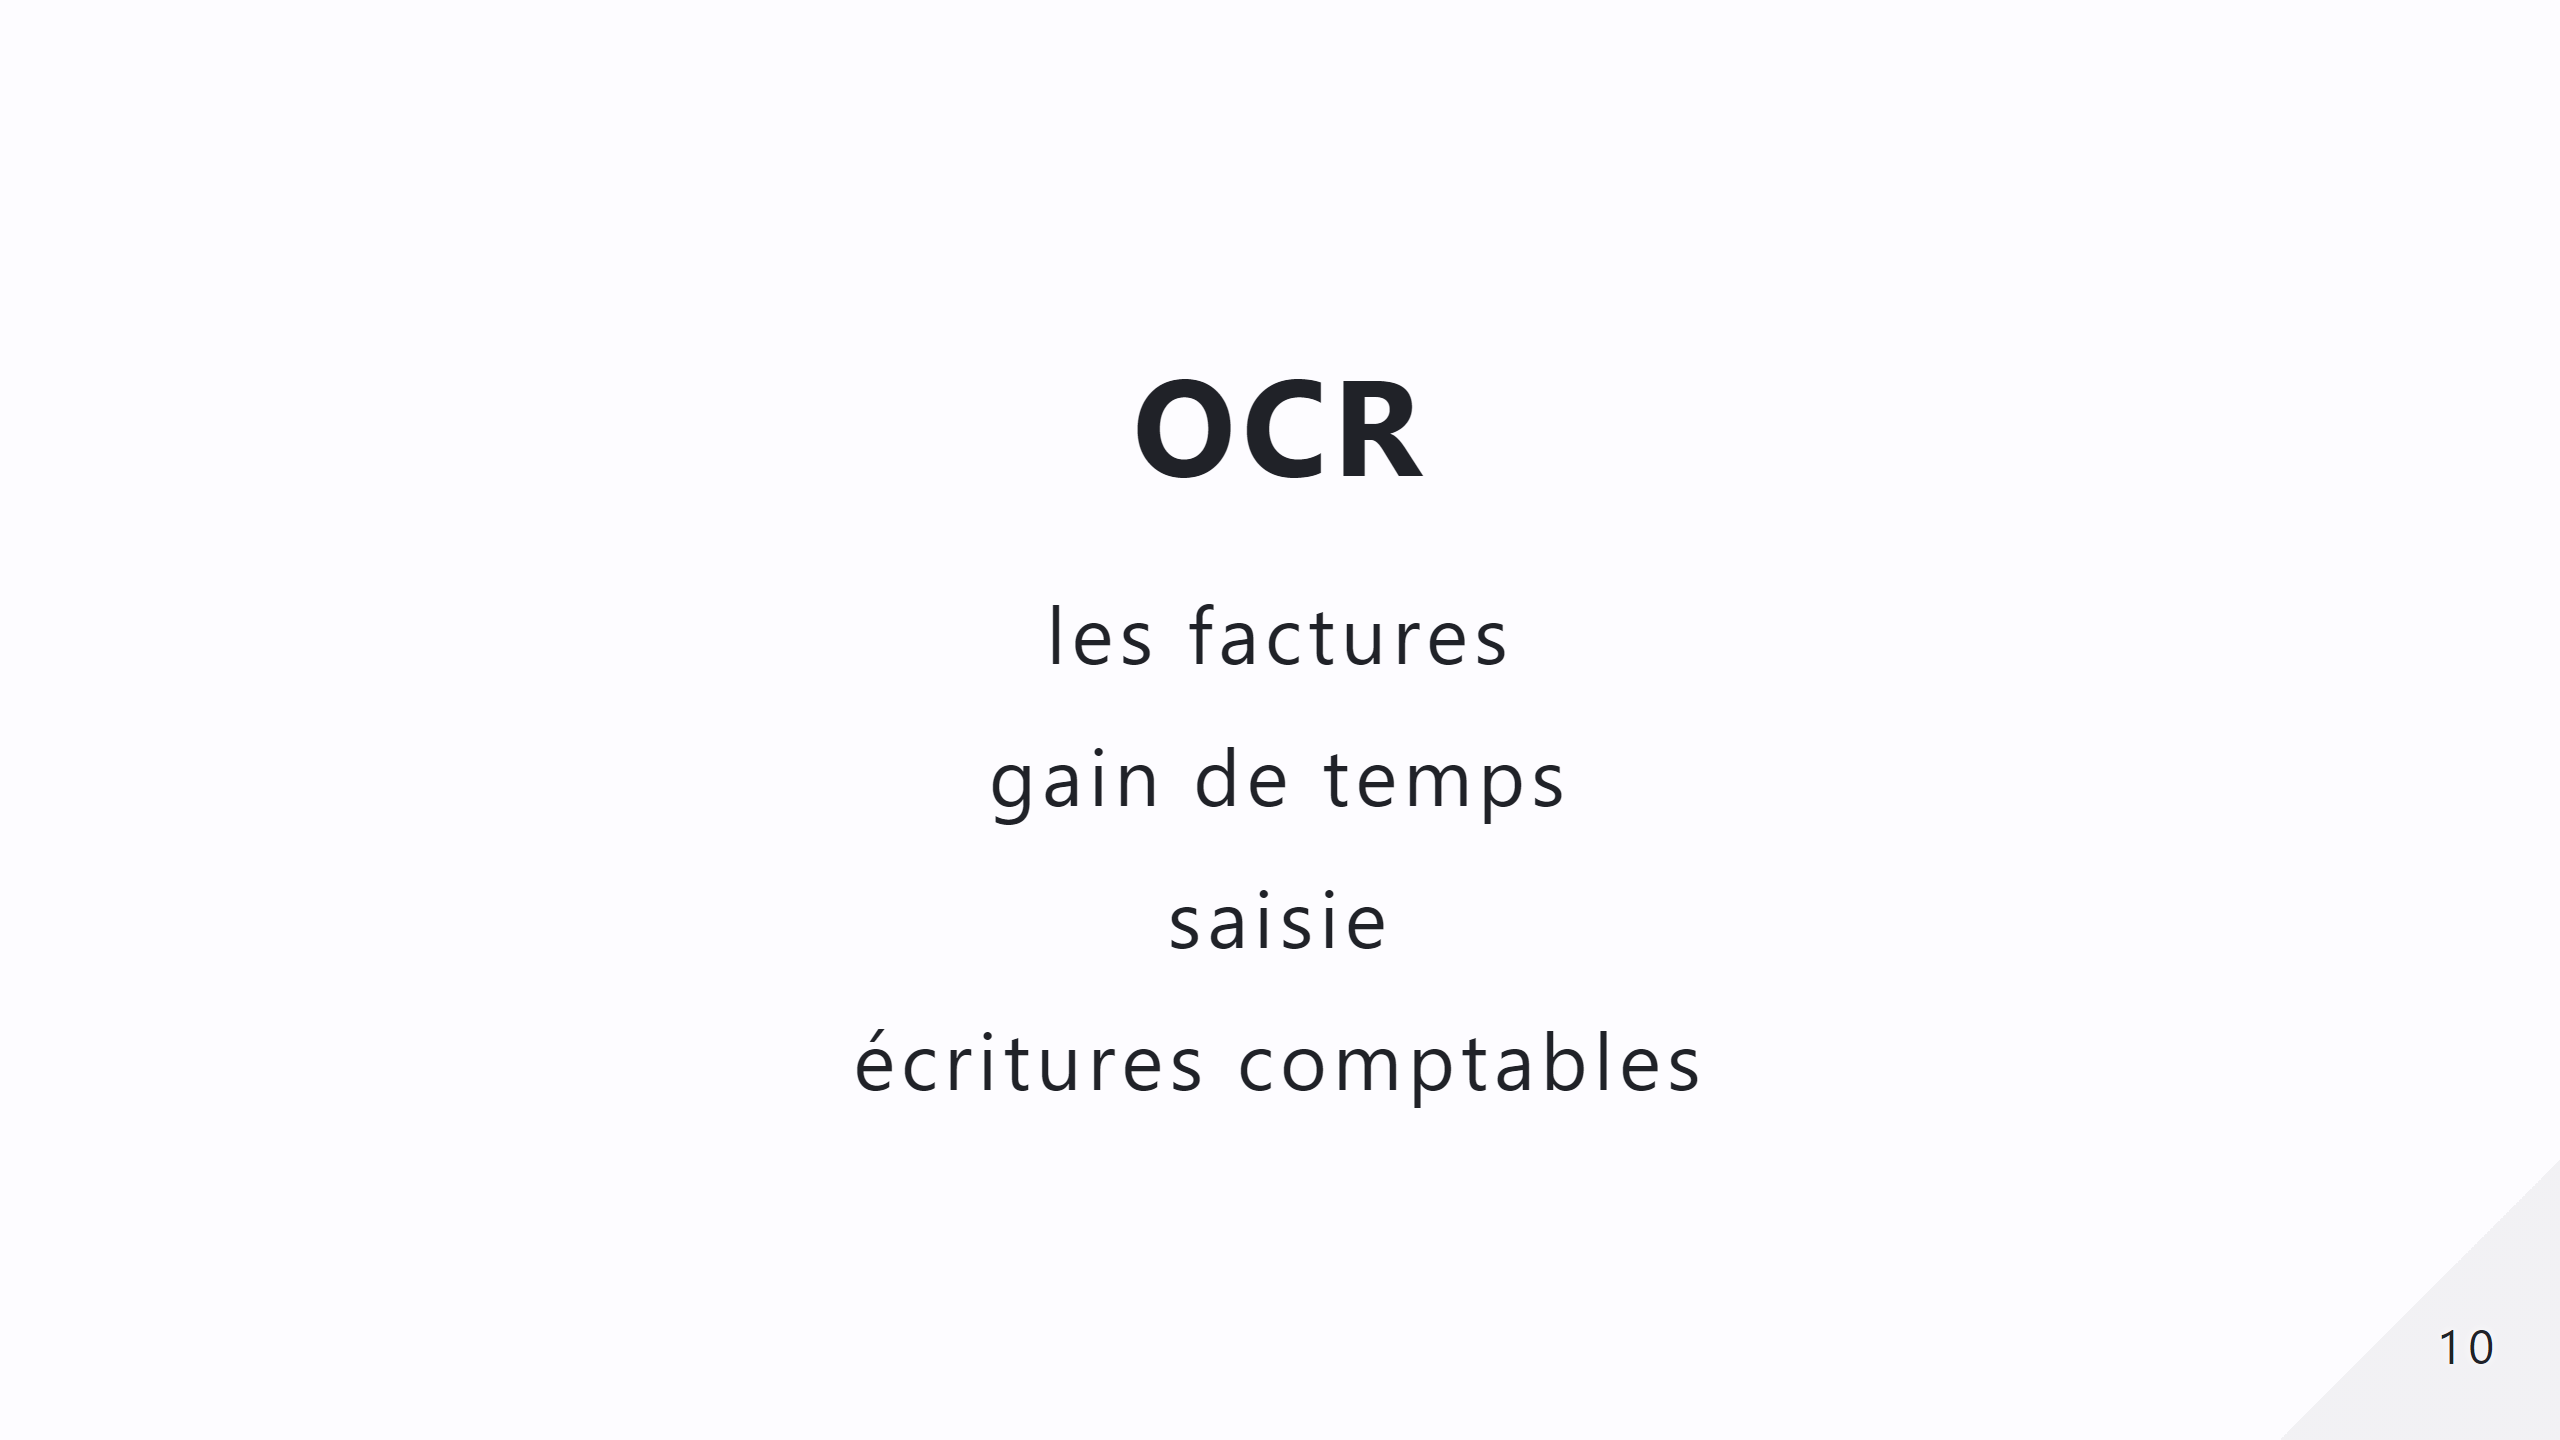 OCR
les factures
gain de temps
saisie
écritures comptables
10